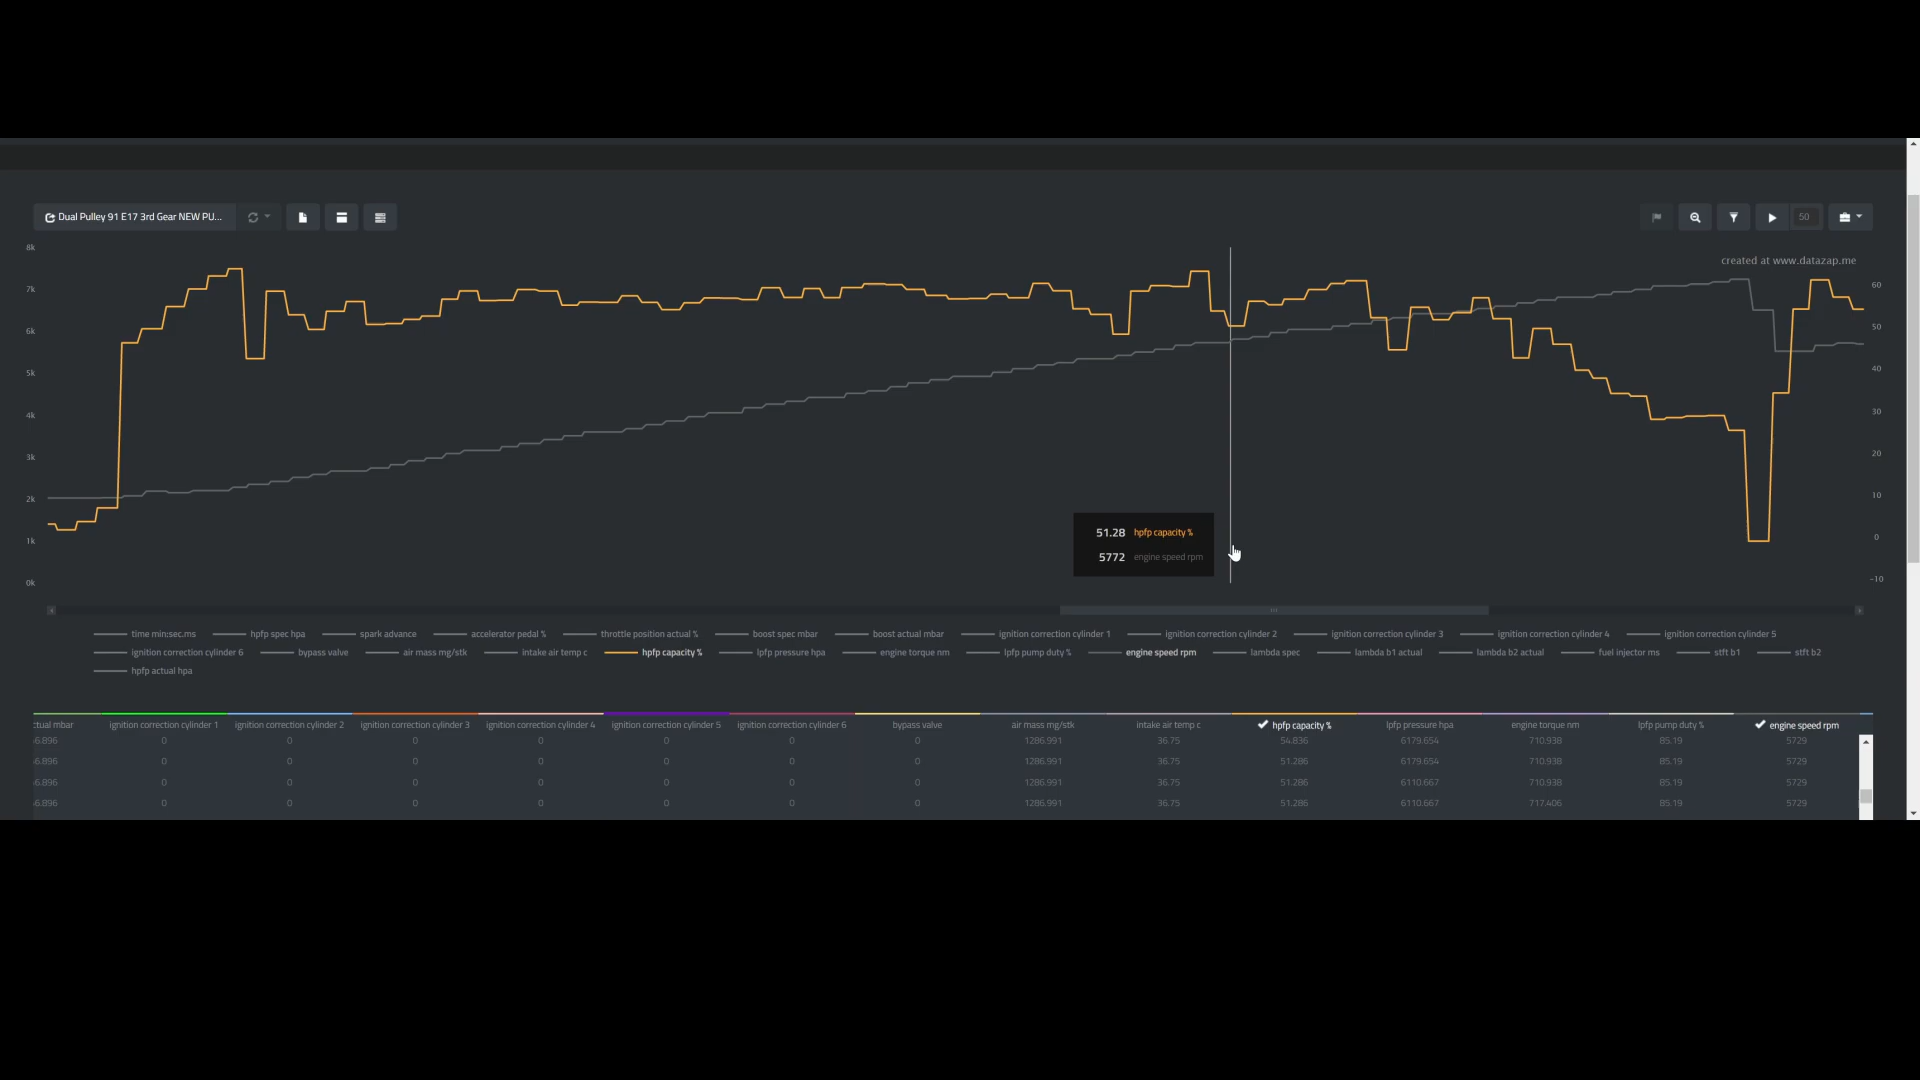 Dual Pulley 91 E17 3rd Gear NEW PU...
50
8k
7k
6k
5k
4k
3k
2k
1k
0k
created at www.datazap.me
60
50
40
30
20
10
0
-10
51.28 hpfp capacity %
5772 engine speed rpm
time min:sec.ms hpfp spec hpa spark advance accelerator pedal % throttle position actual % boost spec mbar boost actual mbar ignition correction cylinder 1 ignition correction cylinder 2 ignition correction cylinder 3 ignition correction cylinder 4 ignition correction cylinder 5
ignition correction cylinder 6 bypass valve air mass mg/stk intake air temp c hpfp capacity % lpfp pressure hpa engine torque nm lpfp pump duty % engine speed rpm lambda spec lambda b1 actual lambda b2 actual fuel injector ms stft b1 stft b2
hpfp actual hpa
ctual mbar ignition correction cylinder 1 ignition correction cylinder 2 ignition correction cylinder 3 ignition correction cylinder 4 ignition correction cylinder 5 ignition correction cylinder 6 bypass valve air mass mg/stk intake air temp c hpfp capacity % lpfp pressure hpa engine torque nm lpfp pump duty % engine speed rpm
6.896 0 0 0 0 0 0 0 1286.991 36.75 54.836 6179.654 710.938 85.19 5729
6.896 0 0 0 0 0 0 0 1286.991 36.75 51.286 6179.654 710.938 85.19 5729
6.896 0 0 0 0 0 0 0 1286.991 36.75 51.286 6110.667 710.938 85.19 5729
6.896 0 0 0 0 0 0 0 1286.991 36.75 51.286 6110.667 717.406 85.19 5729